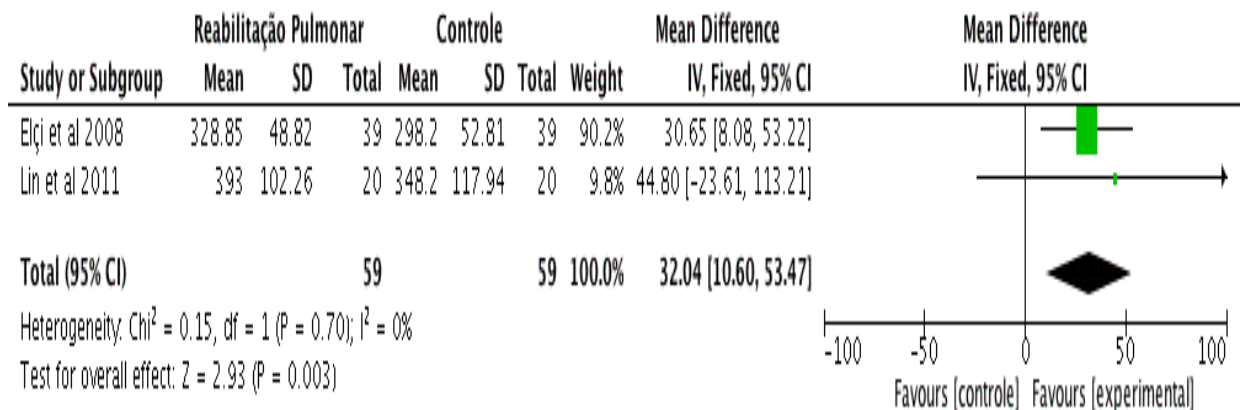 Reabilitação Pulmonar Controle Mean Difference Mean Difference
Study or Subgroup Mean SD Total Mean SD Total Weight IV, Fixed, 95% CI IV, Fixed, 95% CI
Elçi et al 2008 328.85 48.82 39 298.2 52.81 39 90.2% 30.65 [8.08, 53.22]
Lin et al 2011 393 102.26 20 348.2 117.94 20 9.8% 44.80 [-23.61, 113.21]
Total (95% CI) 59 59 100.0% 32.04 [10.60, 53.47]
Heterogeneity: Chi² = 0.15, df = 1 (P = 0.70); I² = 0%
Test for overall effect: Z = 2.93 (P = 0.003)
-100 -50 0 50 100
Favours [controle] Favours [experimental]